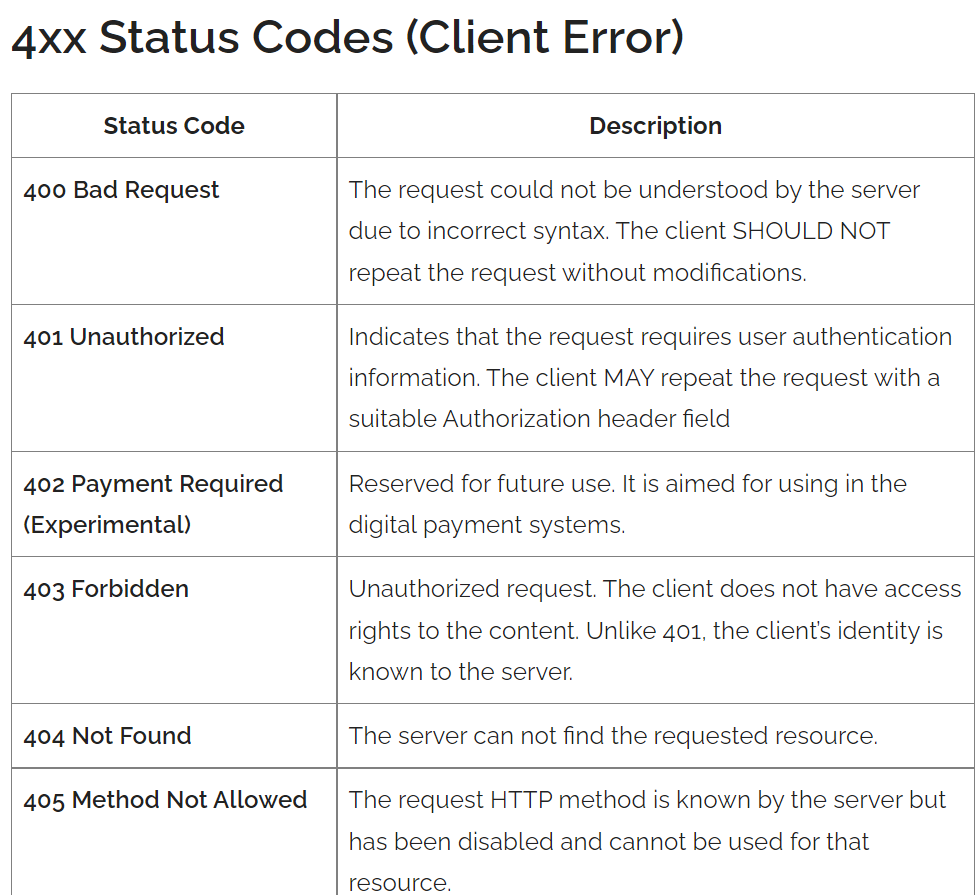 4xx Status Codes (Client Error)
Status Code
Description
400 Bad Request
The request could not be understood by the server
due to incorrect syntax. The client SHOULD NOT
repeat the request without modifications.
401 Unauthorized
Indicates that the request requires user authentication
information. The client MAY repeat the request with a
suitable Authorization header field
402 Payment Required
(Experimental)
Reserved for future use. It is aimed for using in the
digital payment systems.
403 Forbidden
Unauthorized request. The client does not have access
rights to the content. Unlike 401, the client’s identity is
known to the server.
404 Not Found
The server can not find the requested resource.
405 Method Not Allowed
The request HTTP method is known by the server but
has been disabled and cannot be used for that
resource.